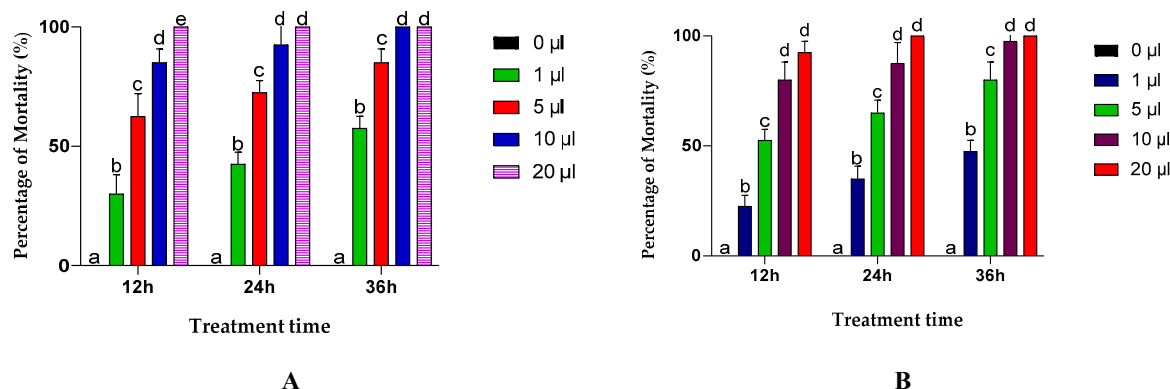 100
50
0
Percentage of Mortality (%)
a b c d e
a b c d d
a b c d d
12h 24h 36h
Treatment time
0 µl
1 µl
5 µl
10 µl
20 µl
A
100
50
0
Percentage of Mortality (%)
a b c d d
a b c d d
a b c d d
12h 24h 36h
Treatment time
0 µl
1 µl
5 µl
10 µl
20 µl
B